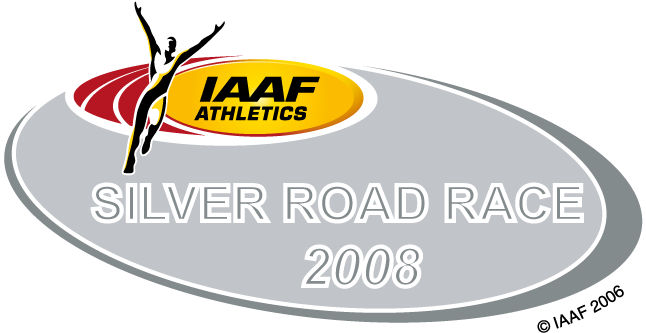 IAAF
ATHLETICS
SILVER ROAD RACE
2008
© IAAF 2006